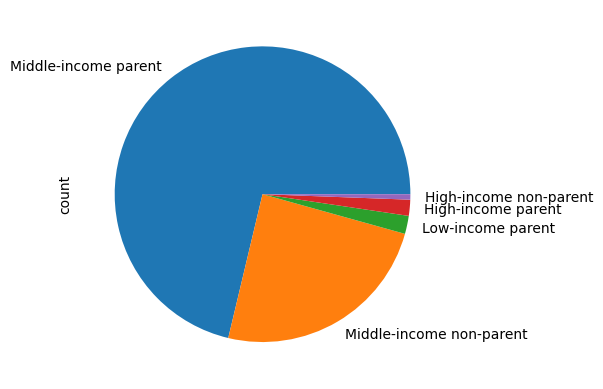 Middle-income parent
count
High-income non-parent
High-income parent
Low-income parent
Middle-income non-parent